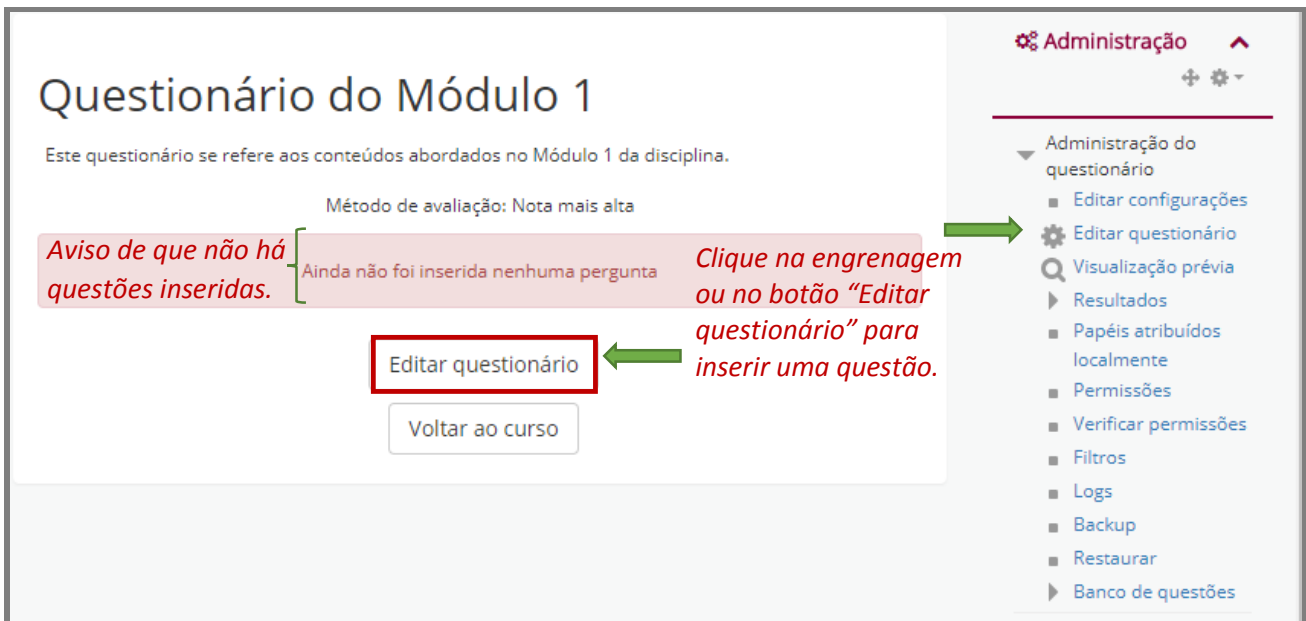 Questionário do Módulo 1
Este questionário se refere aos conteúdos abordados no Módulo 1 da disciplina.
Método de avaliação: Nota mais alta
Aviso de que não há
questões inseridas.
Ainda não foi inserida nenhuma pergunta
Clique na engrenagem
ou no botão “Editar
questionário” para
inserir uma questão.
Editar questionário
Voltar ao curso
Administração
Administração do
questionário
Editar configurações
Editar questionário
Visualização prévia
Resultados
Papéis atribuídos
localmente
Permissões
Verificar permissões
Filtros
Logs
Backup
Restaurar
Banco de questões